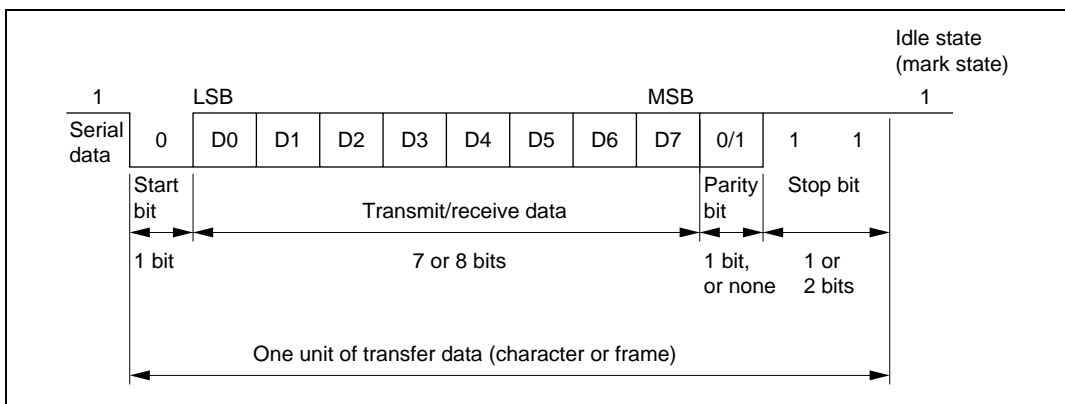 Idle state
(mark state)
1 LSB MSB 1
Serial
data
0 D0 D1 D2 D3 D4 D5 D6 D7 0/1 1 1
Start
bit
Transmit/receive data
Parity
bit
Stop bit
1 bit
7 or 8 bits
1 bit,
or none
1 or
2 bits
One unit of transfer data (character or frame)